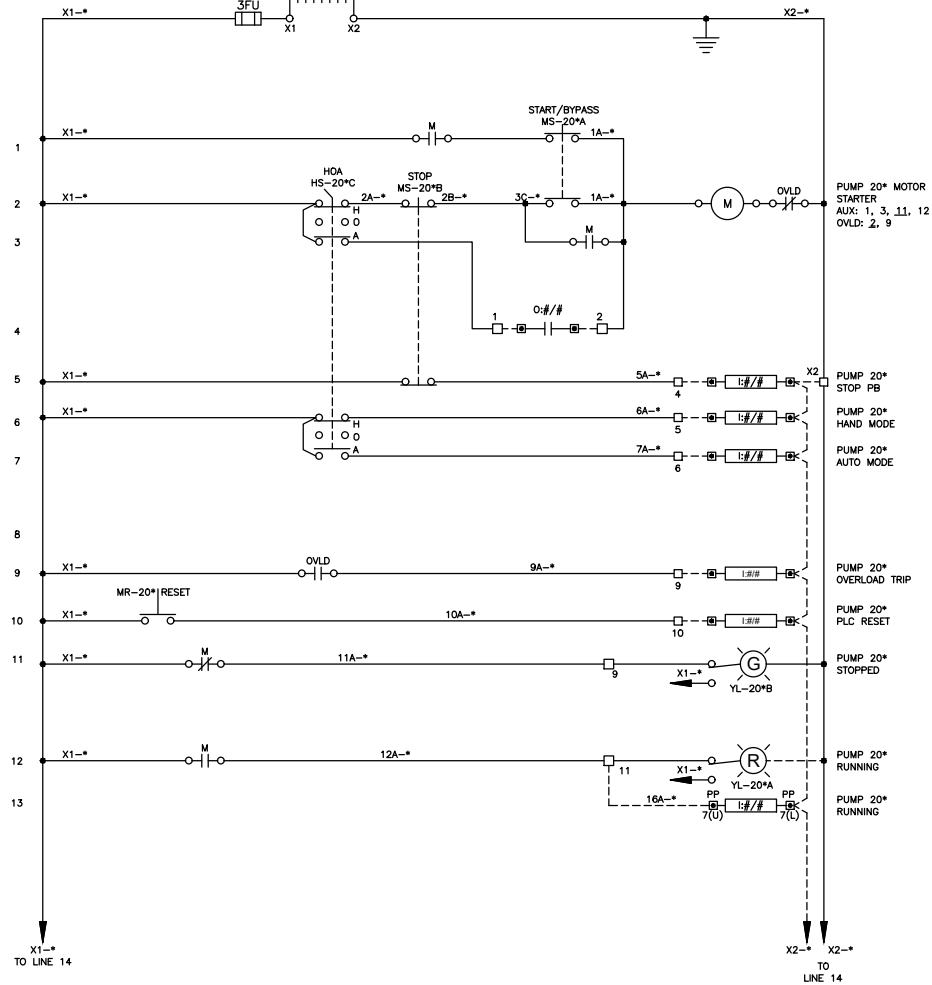 3FU
X1-*
X1
X2
X2-*
START/BYPASS
MS-20*A
1
X1-*
M
1A-*
HOA
HS-20*C
STOP
MS-20*B
2
X1-*
2A-*
2B-*
3C-*
1A-*
M
OVLD
PUMP 20* MOTOR
STARTER
AUX: 1, 3, 11, 12
OVLD: 2, 9
H
O
A
3
M
4
1
O:#/#
2
5
X1-*
5A-*
4
I:#/#
X2
PUMP 20*
STOP PB
6
X1-*
H
O
6A-*
5
I:#/#
PUMP 20*
HAND MODE
7
A
7A-*
6
I:#/#
PUMP 20*
AUTO MODE
8
9
X1-*
OVLD
9A-*
9
I:#/#
PUMP 20*
OVERLOAD TRIP
MR-20* RESET
10
X1-*
10A-*
10
I:#/#
PUMP 20*
PLC RESET
11
X1-*
M
11A-*
9
X1-*
G
YL-20*B
PUMP 20*
STOPPED
12
X1-*
M
12A-*
11
X1-*
R
YL-20*A
PUMP 20*
RUNNING
13
16A-*
PP
7(U)
I:#/#
PP
7(L)
PUMP 20*
RUNNING
X1-*
TO LINE 14
X2-*
X2-*
TO
LINE 14